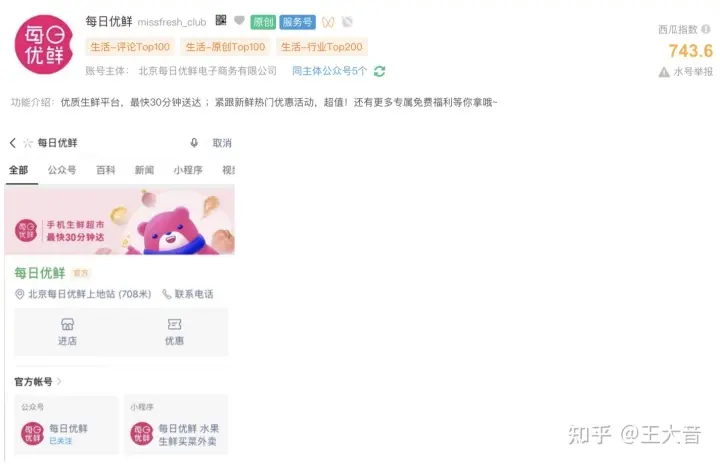 每日优鲜
每日优鲜 missfresh_club 原创 服务号
生活-评论Top100 生活-原创Top100 生活-行业Top200
账号主体: 北京每日优鲜电子商务有限公司 同主体公众号5个
西瓜指数
743.6
水号举报
功能介绍: 优质生鲜平台，最快30分钟送达 ；紧跟新鲜热门优惠活动，超值！还有更多专属免费福利等你拿哦~
每日优鲜 取消
全部 公众号 百科 新闻 小程序 视
每日优鲜
手机生鲜超市
最快30分钟达
每日优鲜 官方
北京每日优鲜上地站 (708米) 联系电话
进店 优惠
官方帐号
公众号
每日优鲜
每日优鲜
已关注
小程序
每日优鲜
每日优鲜 水果
生鲜买菜外卖
知乎 @王大音